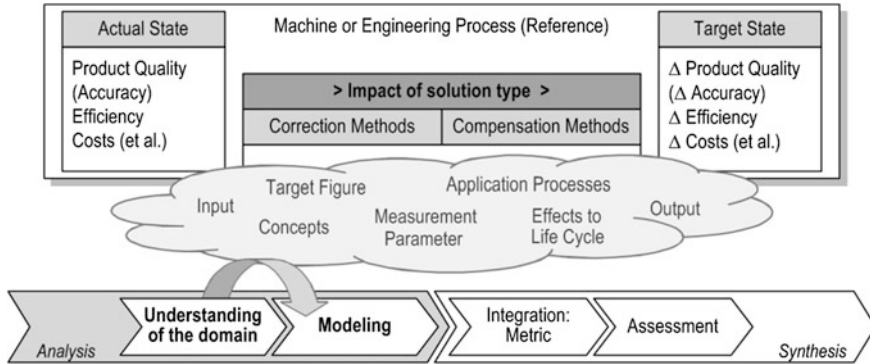 Actual State
Machine or Engineering Process (Reference)
Target State
Product Quality
(Accuracy)
Efficiency
Costs (et al.)
> Impact of solution type >
Correction Methods
Compensation Methods
Δ Product Quality
(Δ Accuracy)
Δ Efficiency
Δ Costs (et al.)
Input
Target Figure
Application Processes
Output
Concepts
Measurement
Parameter
Effects to
Life Cycle
Analysis
Understanding
of the domain
Modeling
Integration:
Metric
Assessment
Synthesis